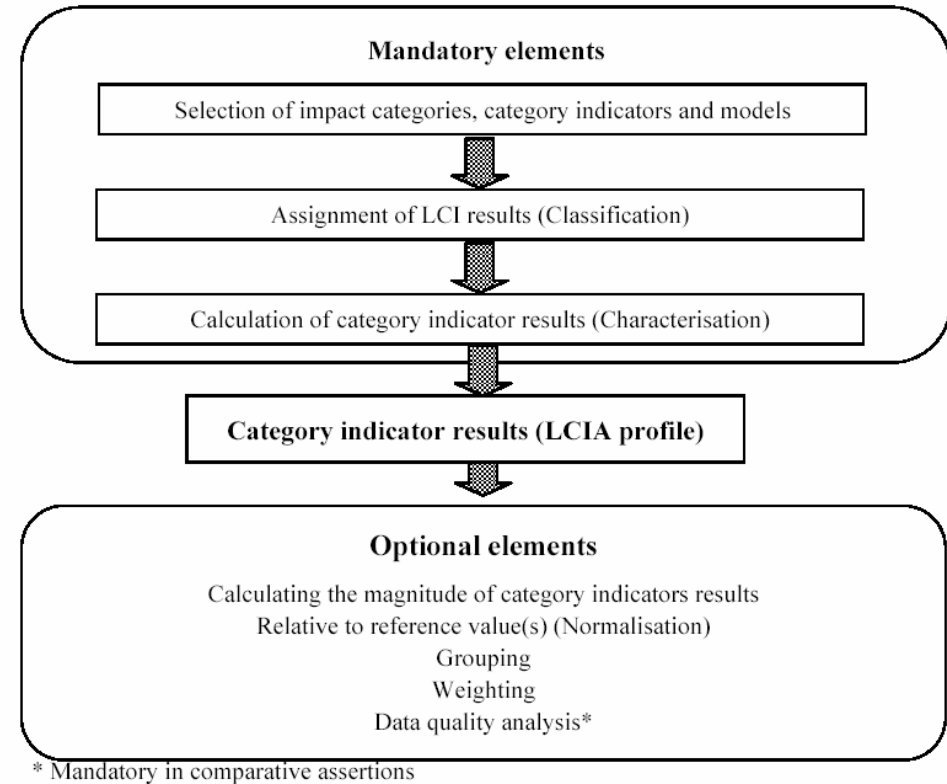 Mandatory elements
Selection of impact categories, category indicators and models
Assignment of LCI results (Classification)
Calculation of category indicator results (Characterisation)
Category indicator results (LCIA profile)
Optional elements
Calculating the magnitude of category indicators results
Relative to reference value(s) (Normalisation)
Grouping
Weighting
Data quality analysis*
* Mandatory in comparative assertions